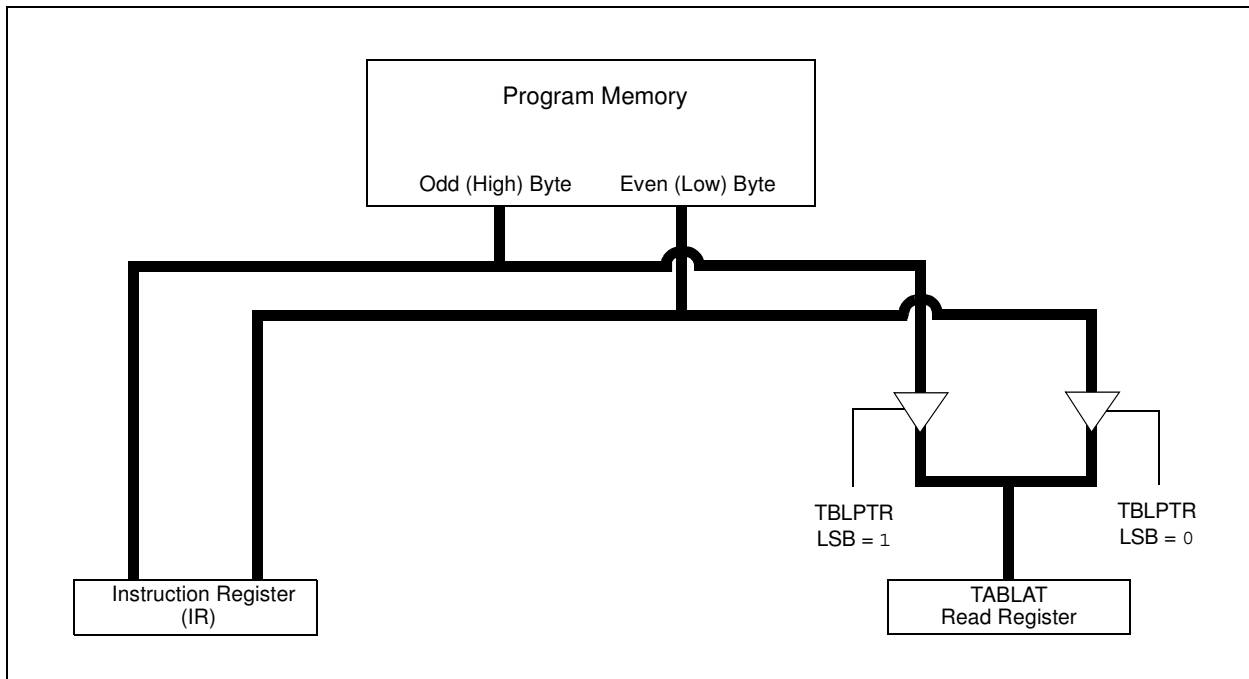 Program Memory
Odd (High) Byte
Even (Low) Byte
TBLPTR
LSB = 1
TBLPTR
LSB = 0
Instruction Register
(IR)
TABLAT
Read Register